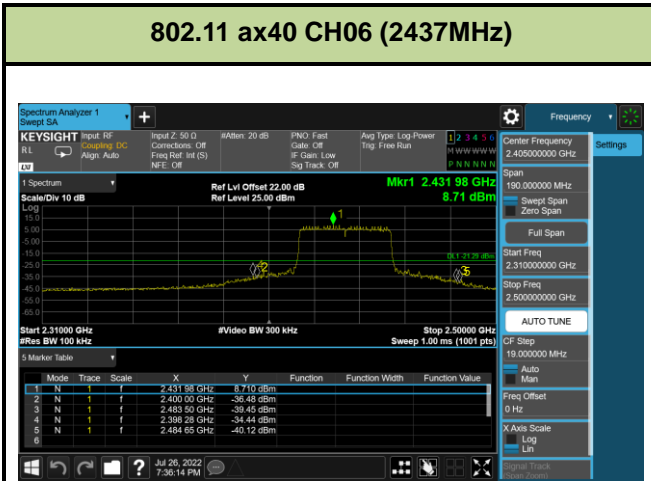 802.11 ax40 CH06 (2437MHz)
Spectrum Analyzer 1
Swept SA
Frequency
KEYSIGHT
RL
LXI
Input: RF
Coupling: DC
Align: Auto
Input Z: 50 Ω
Corrections: Off
Freq Ref: Int (S)
NFE: Off
#Atten: 20 dB
PNO: Fast
Gate: Off
IF Gain: Low
Sig Track: Off
Avg Type: Log-Power
Trig: Free Run
1 2 3 4 5 6
M W W W W W
P N N N N N
1 Spectrum
Scale/Div 10 dB
Log
Ref Lvl Offset 22.00 dB
Ref Level 25.00 dBm
Mkr1 2.431 98 GHz
8.71 dBm
15.0
5.00
-5.00
-15.0
-25.0
-35.0
-45.0
-55.0
-65.0
1
2
5
DL1 -21.29 dBm
Start 2.31000 GHz
#Video BW 300 kHz
Stop 2.50000 GHz
#Res BW 100 kHz
Sweep 1.00 ms (1001 pts)
5 Marker Table
Mode Trace Scale X Y Function Function Width Function Value
1 N 1 f 2.431 98 GHz 8.710 dBm
2 N 1 f 2.400 00 GHz -36.48 dBm
3 N 1 f 2.483 50 GHz -39.45 dBm
4 N 1 f 2.398 28 GHz -34.44 dBm
5 N 1 f 2.484 65 GHz -40.12 dBm
6
Jul 26, 2022
7:36:14 PM
Center Frequency
2.405000000 GHz
Settings
Span
190.000000 MHz
Swept Span
Zero Span
Full Span
Start Freq
2.310000000 GHz
Stop Freq
2.500000000 GHz
AUTO TUNE
CF Step
19.000000 MHz
Auto
Man
Freq Offset
0 Hz
X Axis Scale
Log
Lin
Signal Track
(Span Zoom)